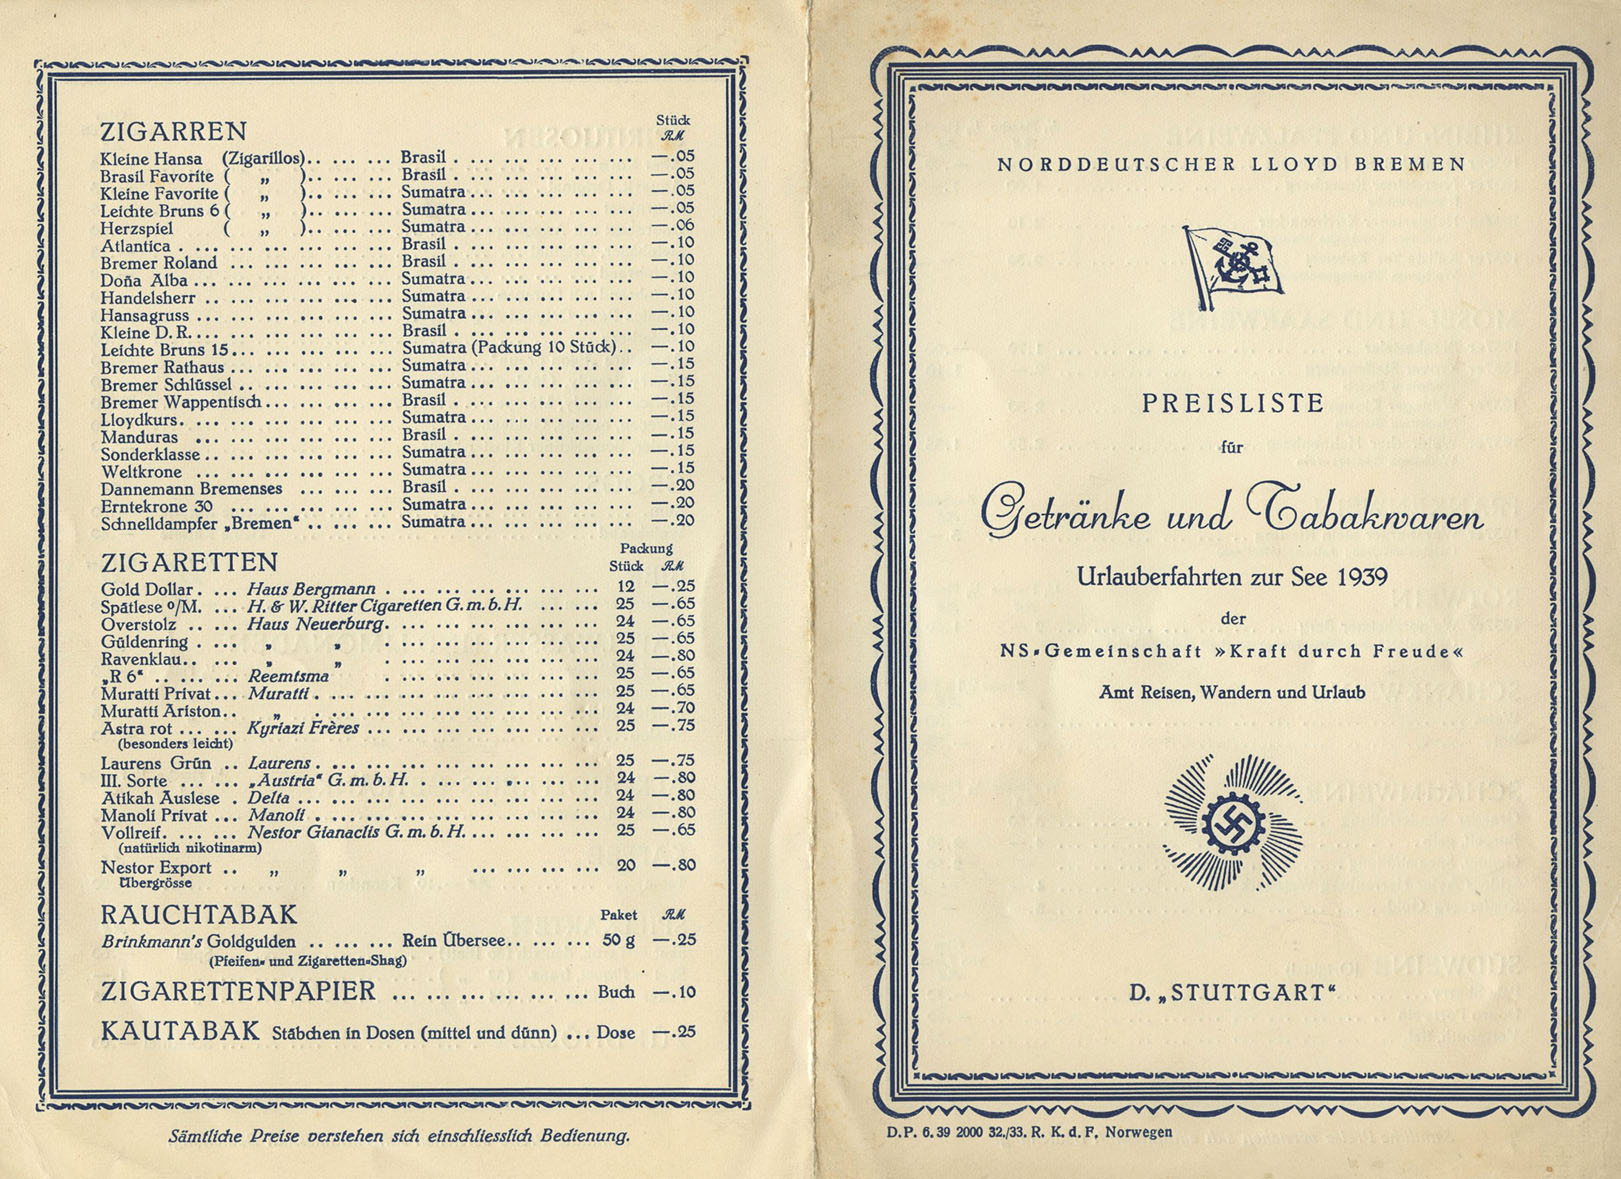 ZIGARREN Stück RM
Kleine Hansa (Zigarillos).. ... ... Brasil . ... ... ... ... ... —.05
Brasil Favorite ( „ ).. ... ... Brasil . ... ... ... ... ... —.05
Kleine Favorite ( „ ).. ... ... Sumatra ... ... ... ... ... —.05
Leichte Bruns 6 ( „ ).. ... ... Sumatra ... ... ... ... ... —.05
Herzspiel ( „ ).. ... ... Sumatra ... ... ... ... ... —.06
Atlantica . ... ... ... ... ... ... Brasil . ... ... ... ... ... —.10
Bremer Roland ... ... ... ... ... Brasil . ... ... ... ... ... —.10
Doña Alba ... ... ... ... ... ... Sumatra ... ... ... ... ... —.10
Handelsherr .. ... ... ... ... ... Sumatra ... ... ... ... ... —.10
Hansagruss ... ... ... ... ... ... Sumatra ... ... ... ... ... —.10
Kleine D. R.... ... ... ... ... ... Brasil . ... ... ... ... ... —.10
Leichte Bruns 15... ... ... ... ... Sumatra (Packung 10 Stück).. —.10
Bremer Rathaus ... ... ... ... ... Sumatra ... ... ... ... ... —.15
Bremer Schlüssel .. ... ... ... ... Sumatra ... ... ... ... ... —.15
Bremer Wappentisch... ... ... ... Brasil . ... ... ... ... ... —.15
Lloydkurs. ... ... ... ... ... ... Sumatra ... ... ... ... ... —.15
Manduras ... ... ... ... ... ... Brasil . ... ... ... ... ... —.15
Sonderklasse .. ... ... ... ... ... Sumatra ... ... ... ... ... —.15
Weltkrone ... ... ... ... ... ... Sumatra ... ... ... ... ... —.15
Dannemann Bremenses ... ... ... Brasil . ... ... ... ... ... —.20
Erntekrone 30 ... ... ... ... ... Sumatra ... ... ... ... ... —.20
Schnelldampfer „Bremen“ .. ... ... Sumatra ... ... ... ... ... —.20
ZIGARETTEN Packung Stück RM
Gold Dollar . ... Haus Bergmann . ... ... ... ... ... ... 12 —.25
Spätlese o/M. ... H. & W. Ritter Cigaretten G. m. b. H. ... ... 25 —.65
Overstolz .. ... Haus Neuerburg. ... ... ... ... ... ... 24 —.65
Güldenring . ... „ „ . ... ... ... ... ... ... 25 —.65
Ravenklau.. ... „ „ . ... ... ... ... ... ... 24 —.80
„R 6“ .. ... ... Reemtsma . ... ... ... ... ... ... 25 —.65
Muratti Privat ... Muratti . ... ... ... ... ... ... ... 25 —.65
Muratti Ariston.. „ . ... ... ... ... ... ... ... 24 —.70
Astra rot ... ... Kyriazi Frères ... ... ... ... ... ... 25 —.75
(besonders leicht)
Laurens Grün .. Laurens . ... ... ... ... ... ... ... 25 —.75
III. Sorte ... ... „Austria“ G. m. b. H. . ... ... ... ... ... 24 —.80
Atikah Auslese . Delta ... ... ... ... ... ... ... ... 24 —.80
Manoli Privat ... Manoli . ... ... ... ... ... ... ... 24 —.80
Vollreif. ... ... Nestor Gianaclis G. m. b. H. ... ... ... ... 25 —.65
(natürlich nikotinarm)
Nestor Export .. „ „ „ ... ... ... ... 20 —.80
Übergrösse
RAUCHTABAK Paket RM
Brinkmann's Goldgulden .. ... ... Rein Übersee.. ... ... 50 g —.25
(Pfeifen- und Zigaretten-Shag)
ZIGARETTENPAPIER ... ... ... ... ... ... Buch —.10
KAUTABAK Stäbchen in Dosen (mittel und dünn) ... Dose —.25
Sämtliche Preise verstehen sich einschliesslich Bedienung.
NORDDEUTSCHER LLOYD BREMEN
PREISLISTE
für
Getränke und Tabakwaren
Urlauberfahrten zur See 1939
der
NS-Gemeinschaft »Kraft durch Freude«
Amt Reisen, Wandern und Urlaub
D. „STUTTGART“
D. P. 6. 39 2000 32./33. R. K. d. F. Norwegen